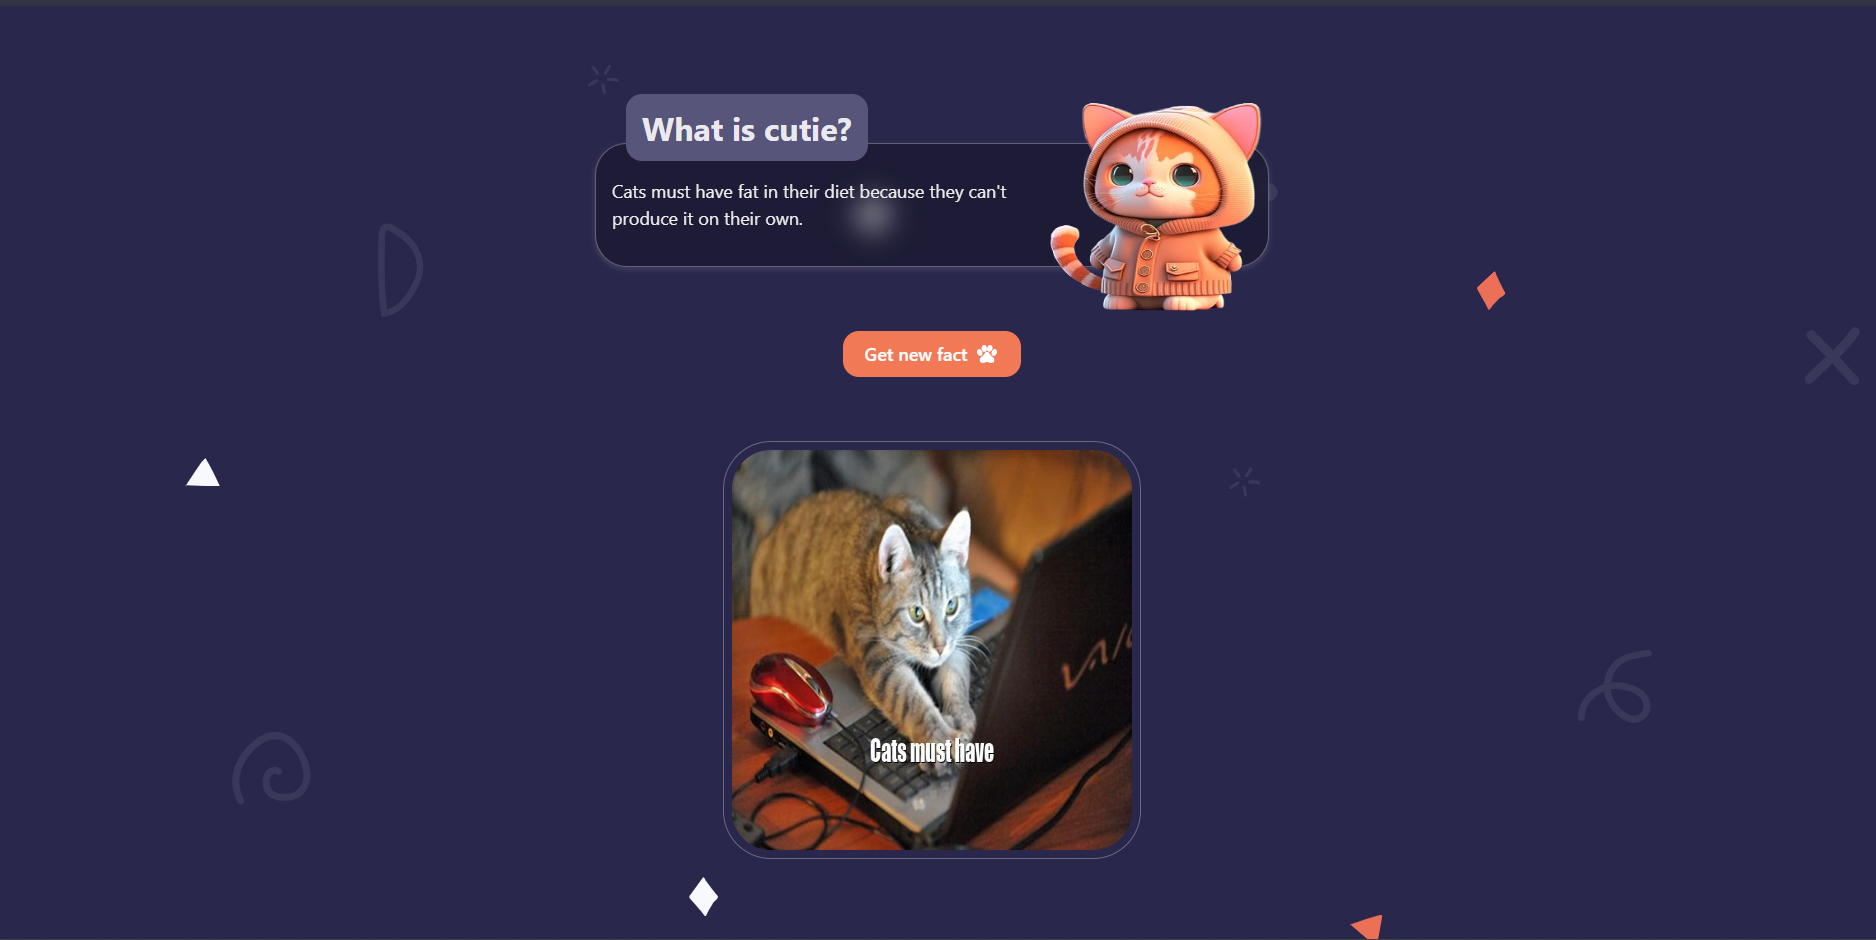 What is cutie?
Cats must have fat in their diet because they can't
produce it on their own.
Get new fact
VAIO
Cats must have